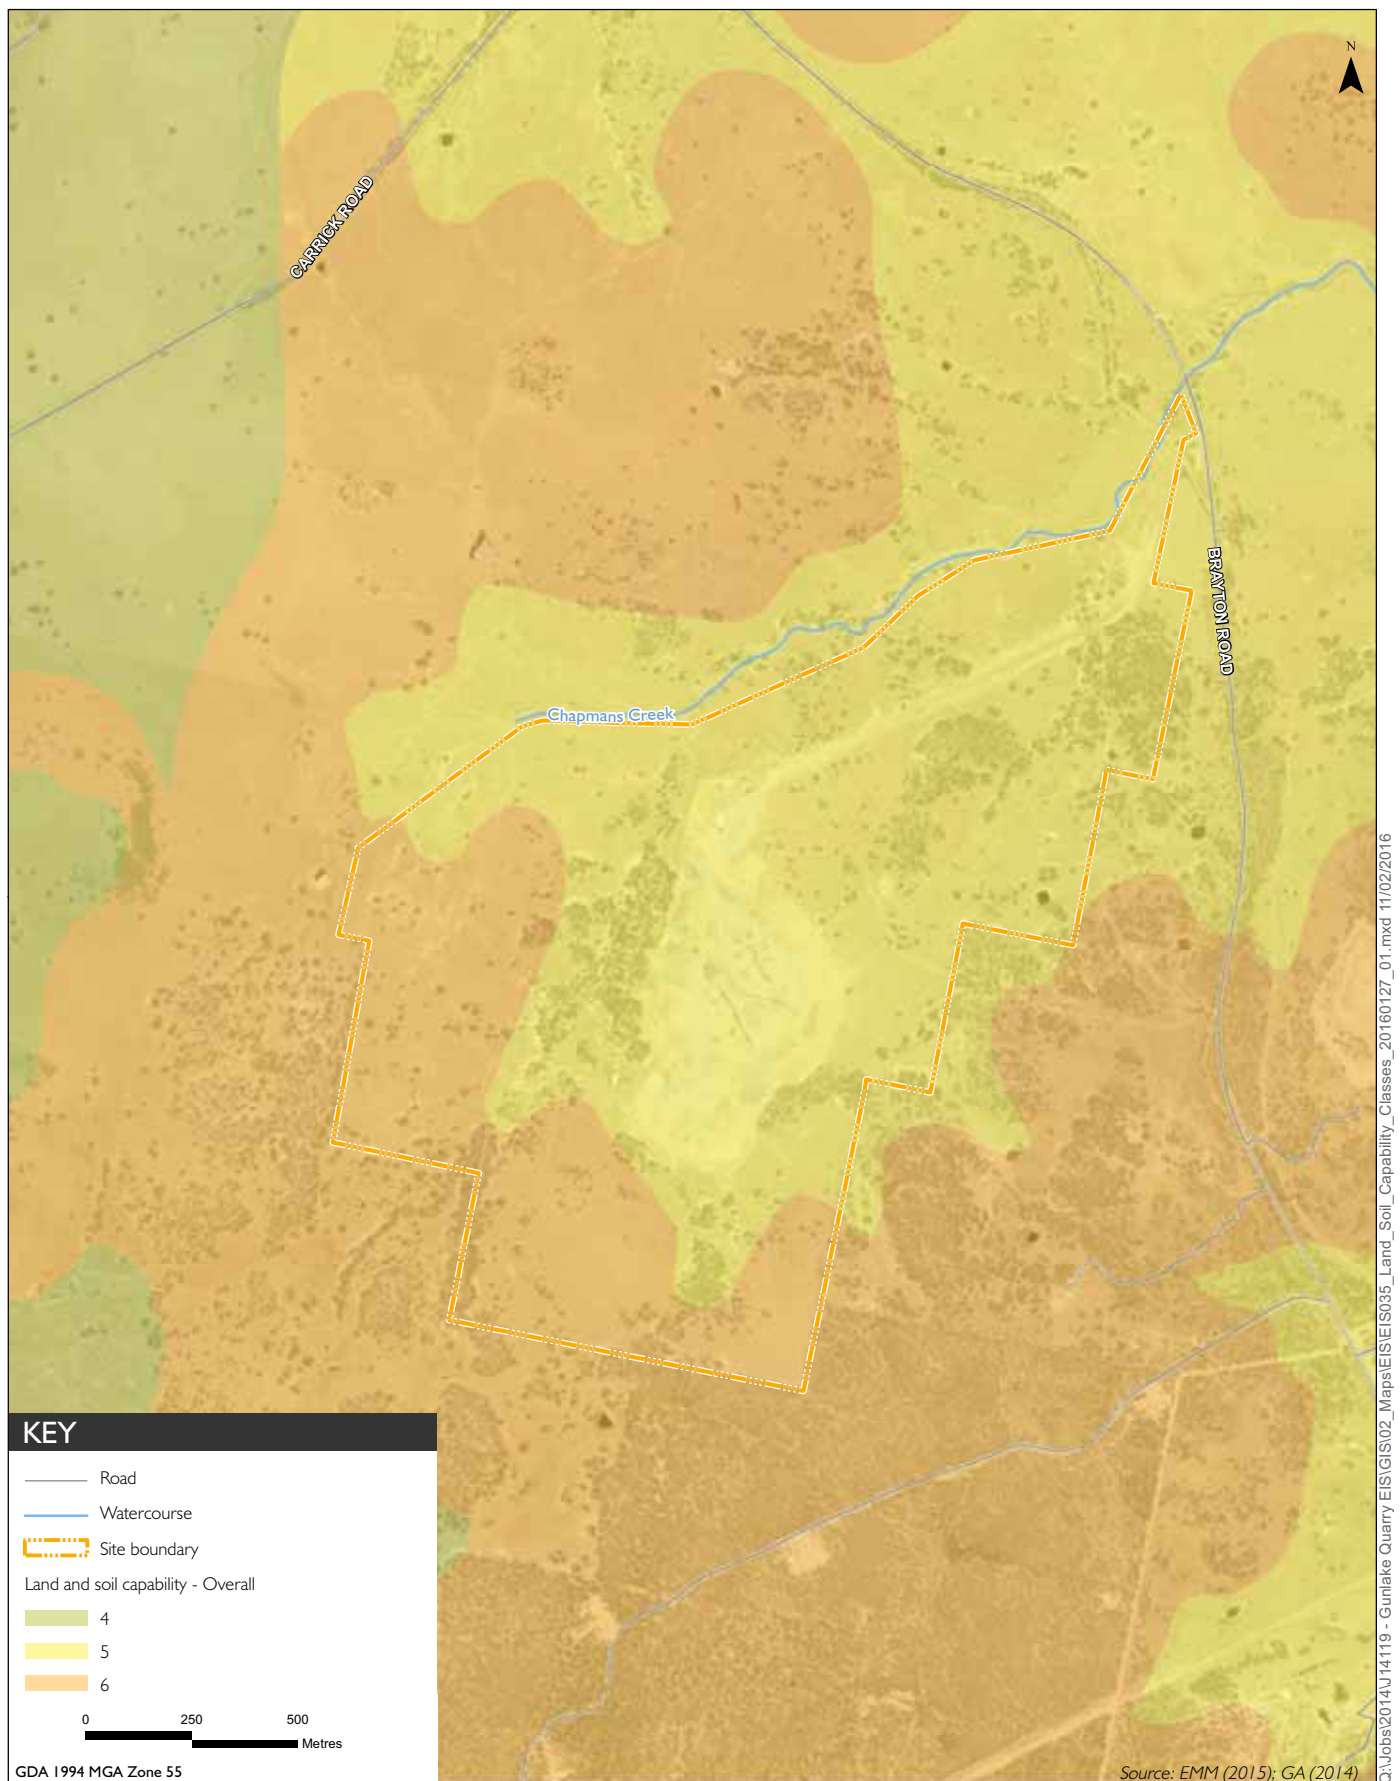 N
CARRICK ROAD
BRAYTON ROAD
Chapmans Creek
KEY
Road
Watercourse
Site boundary
Land and soil capability - Overall
4
5
6
0 250 500
Metres
GDA 1994 MGA Zone 55
Source: EMM (2015); GA (2014)
Q:\Jobs\2014\J14119 - Gunlake Quarry EIS\GIS\02_Maps\EIS\EIS035_Land_Soil_Capability_Classes_20160127_01.mxd 11/02/2016